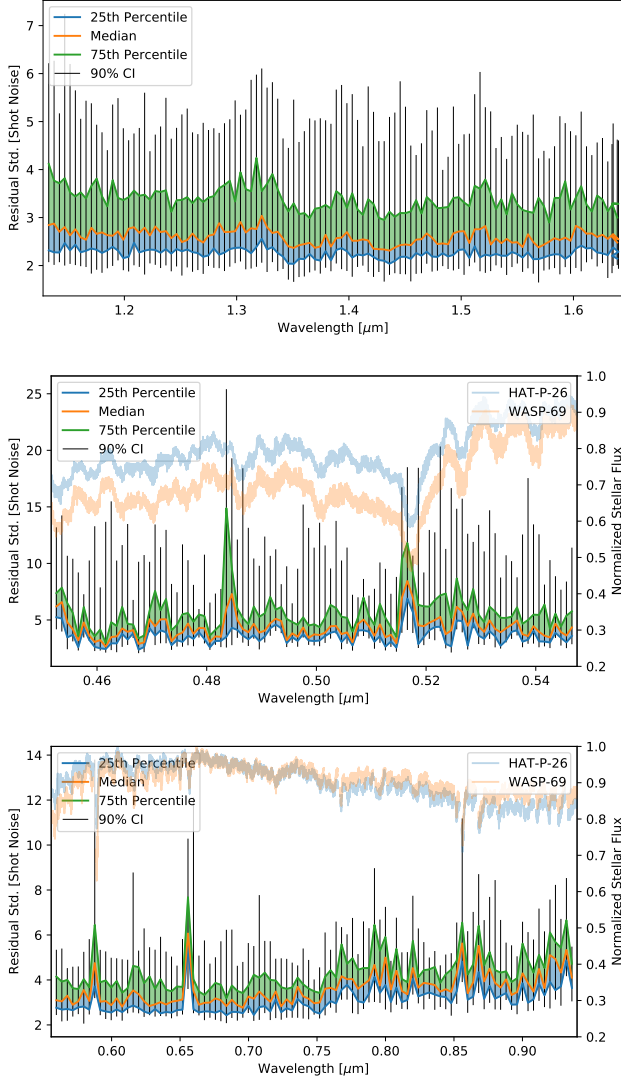 25th Percentile
Median
75th Percentile
90% CI
Residual Std. [Shot Noise]
7
6
5
4
3
2
1.2 1.3 1.4 1.5 1.6
Wavelength [μm]
25th Percentile
Median
75th Percentile
90% CI
HAT-P-26
WASP-69
Residual Std. [Shot Noise]
25
20
15
10
5
Normalized Stellar Flux
1.0
0.9
0.8
0.7
0.6
0.5
0.4
0.3
0.2
0.46 0.48 0.50 0.52 0.54
Wavelength [μm]
25th Percentile
Median
75th Percentile
90% CI
HAT-P-26
WASP-69
Residual Std. [Shot Noise]
14
12
10
8
6
4
2
Normalized Stellar Flux
1.0
0.9
0.8
0.7
0.6
0.5
0.4
0.3
0.2
0.60 0.65 0.70 0.75 0.80 0.85 0.90
Wavelength [μm]